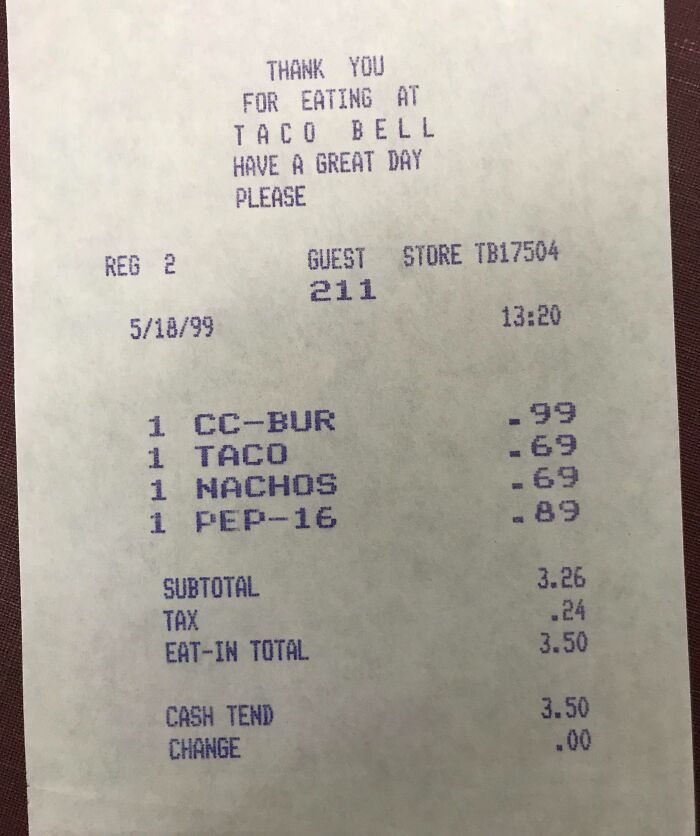 THANK YOU
FOR EATING AT
TACO BELL
HAVE A GREAT DAY
PLEASE
REG 2 GUEST STORE TB17504
211
5/18/99 13:20
1 CC-BUR .99
1 TACO .69
1 NACHOS .69
1 PEP-16 .89
SUBTOTAL 3.26
TAX .24
EAT-IN TOTAL 3.50
CASH TEND 3.50
CHANGE .00